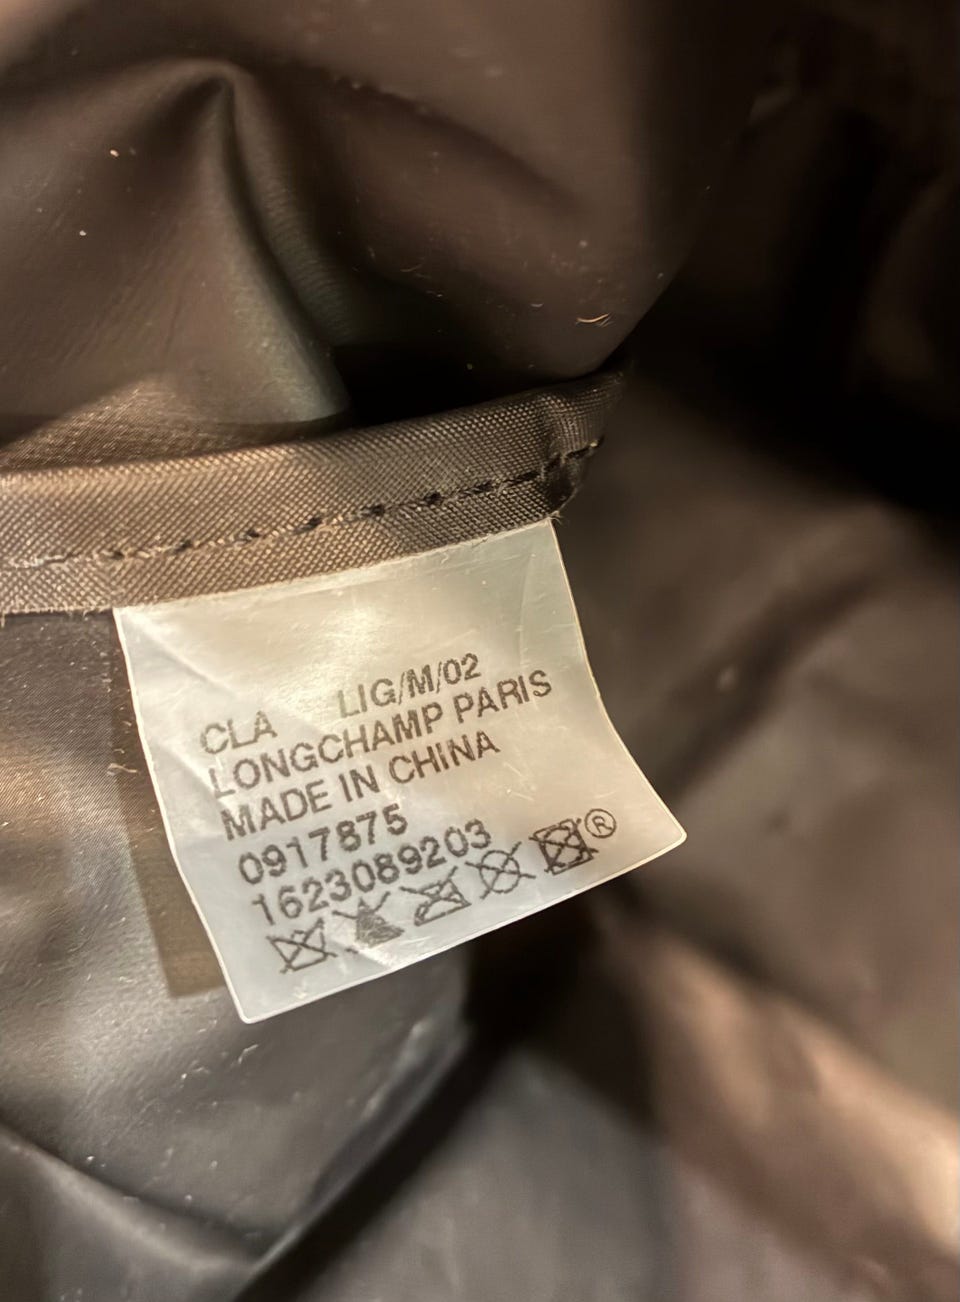 CLA LIG/M/02
LONGCHAMP PARIS
MADE IN CHINA
0917875
1623089203
®